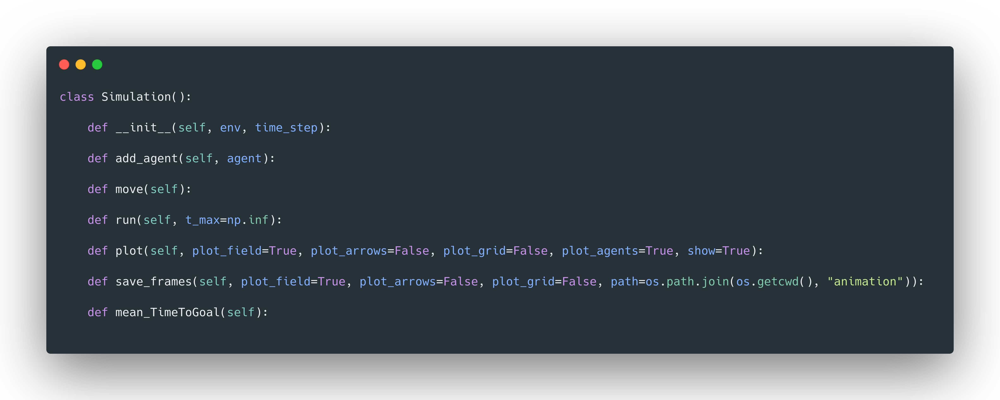 class Simulation():
    def __init__(self, env, time_step):
    def add_agent(self, agent):
    def move(self):
    def run(self, t_max=np.inf):
    def plot(self, plot_field=True, plot_arrows=False, plot_grid=False, plot_agents=True, show=True):
    def save_frames(self, plot_field=True, plot_arrows=False, plot_grid=False, path=os.path.join(os.getcwd(), "animation")):
    def mean_TimeToGoal(self):